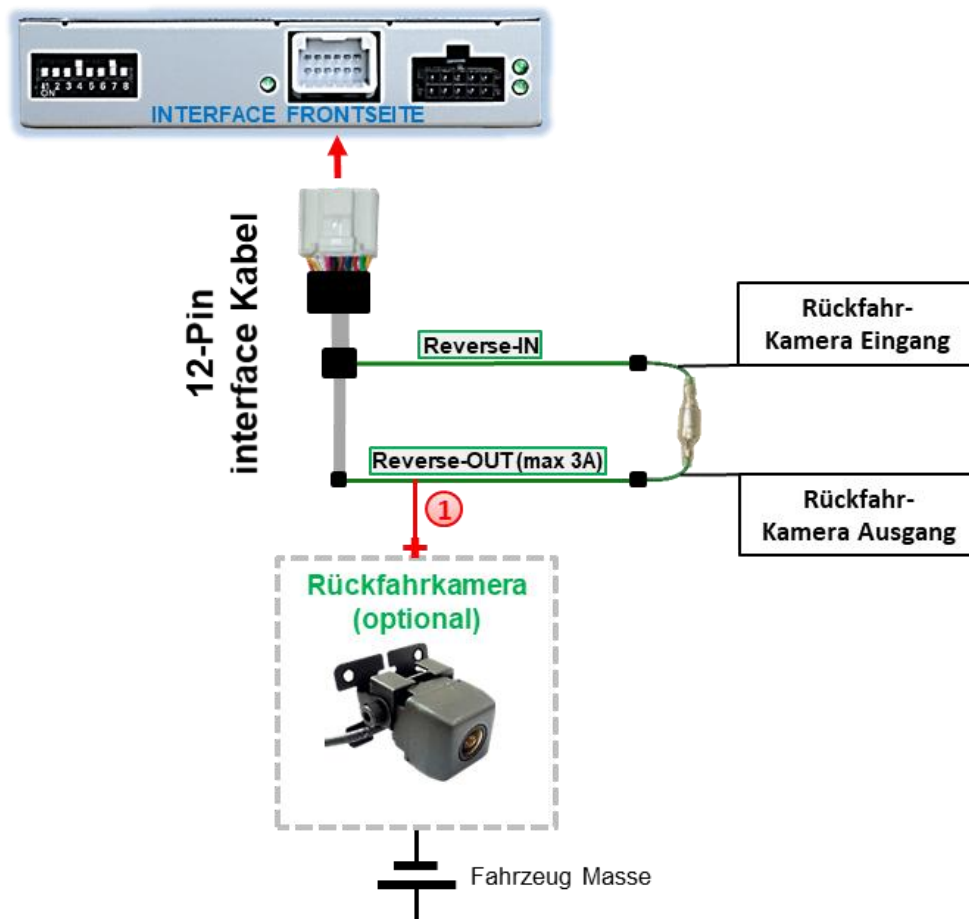 1 2 3 4 5 6 7 8
ON
INTERFACE FRONTSEITE
12-Pin
interface Kabel
Reverse-IN
Rückfahr-
Kamera Eingang
Reverse-OUT (max 3A)
Rückfahr-
Kamera Ausgang
1
Rückfahrkamera
(optional)
Fahrzeug Masse